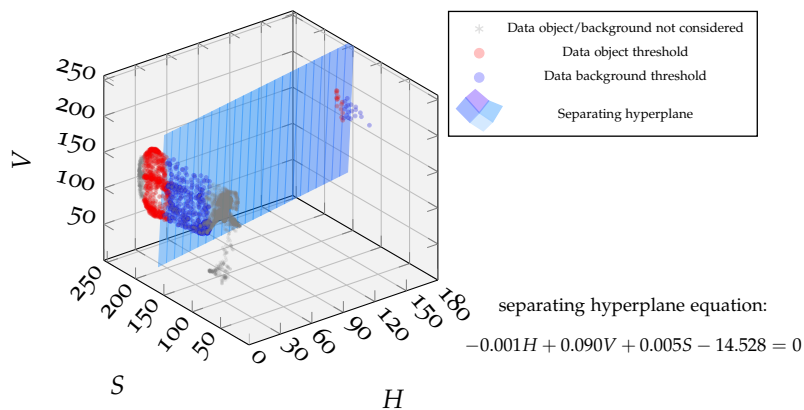 Data object/background not considered
Data object threshold
Data background threshold
Separating hyperplane
V
250
200
150
100
50
250
200
150
100
50
S
0
30
60
90
120
150
180
H
separating hyperplane equation:
−0.001H + 0.090V + 0.005S − 14.528 = 0